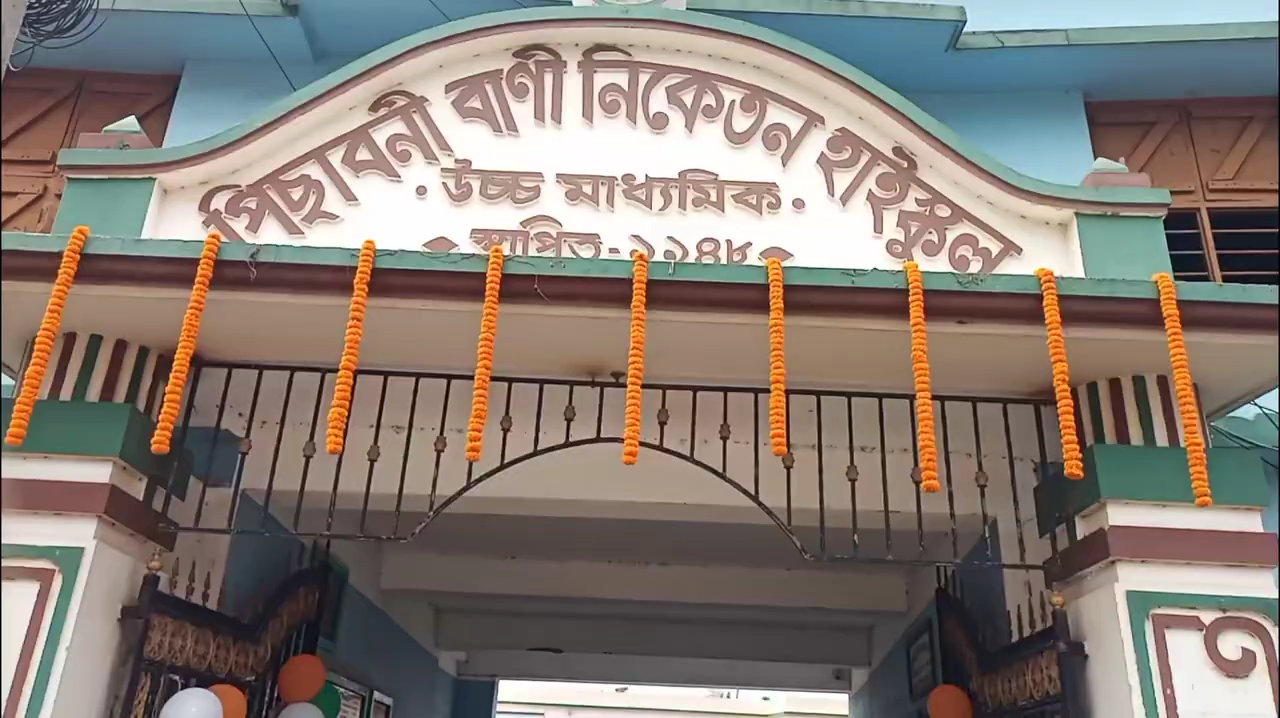 পিছাবনী বাণী নিকেতন হাইস্কুল
উচ্চ মাধ্যমিক
স্থাপিত-১৯৪৮